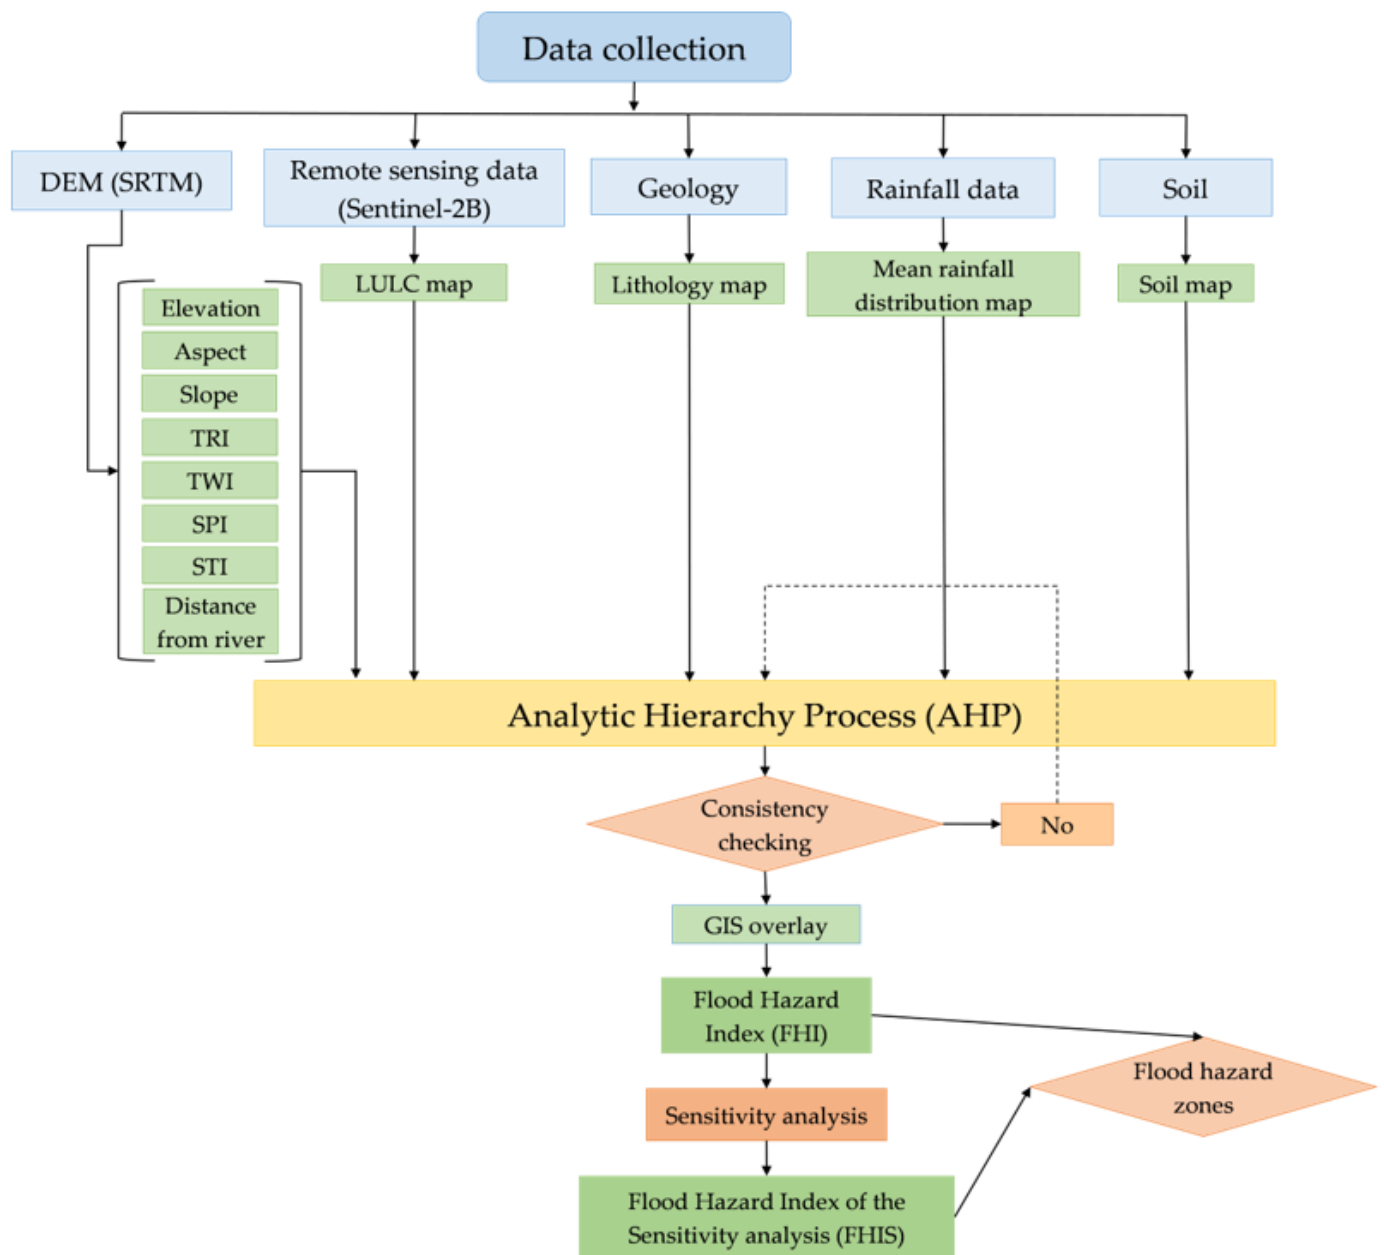 Data collection
DEM (SRTM)
Remote sensing data
(Sentinel-2B)
Geology
Rainfall data
Soil
LULC map
Lithology map
Mean rainfall
distribution map
Soil map
Elevation
Aspect
Slope
TRI
TWI
SPI
STI
Distance
from river
Analytic Hierarchy Process (AHP)
Consistency
checking
No
GIS overlay
Flood Hazard
Index (FHI)
Flood hazard
zones
Sensitivity analysis
Flood Hazard Index of the
Sensitivity analysis (FHIS)